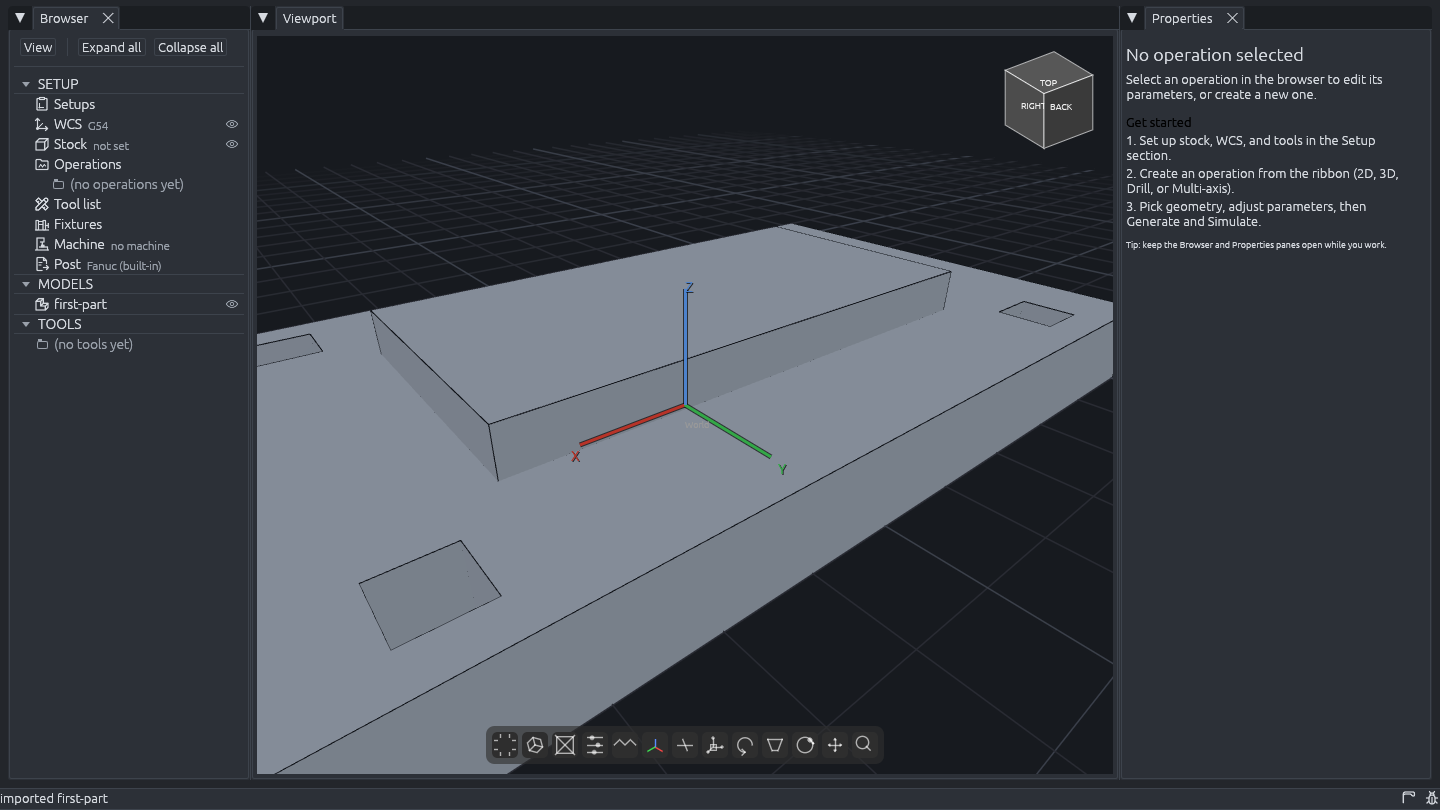 Browser
View
Expand all
Collapse all
SETUP
Setups
WCS G54
Stock not set
Operations
(no operations yet)
Tool list
Fixtures
Machine no machine
Post Fanuc (built-in)
MODELS
first-part
TOOLS
(no tools yet)
Viewport
TOP
RIGHT
BACK
Z
World
X
Y
Properties
No operation selected
Select an operation in the browser to edit its
parameters, or create a new one.
Get started
1. Set up stock, WCS, and tools in the Setup
section.
2. Create an operation from the ribbon (2D, 3D,
Drill, or Multi-axis).
3. Pick geometry, adjust parameters, then
Generate and Simulate.
Tip: keep the Browser and Properties panes open while you work.
imported first-part